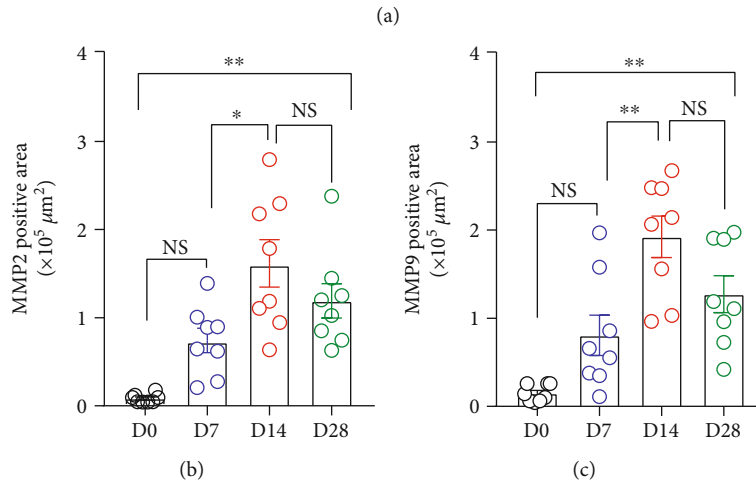 (a)
MMP2 positive area
(×10⁵ μm²)
4
3
2
1
0
**
*
NS
NS
D0 D7 D14 D28
(b)
MMP9 positive area
(×10⁵ μm²)
4
3
2
1
0
**
**
NS
NS
D0 D7 D14 D28
(c)